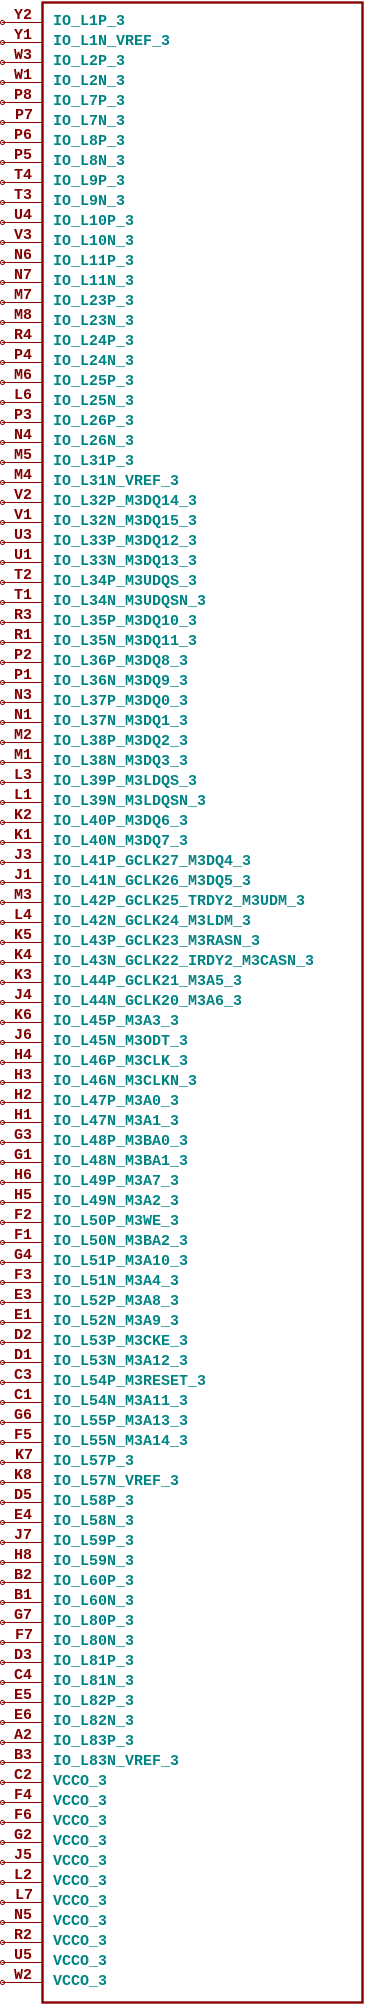 Y2 IO_L1P_3
Y1 IO_L1N_VREF_3
W3 IO_L2P_3
W1 IO_L2N_3
P8 IO_L7P_3
P7 IO_L7N_3
P6 IO_L8P_3
P5 IO_L8N_3
T4 IO_L9P_3
T3 IO_L9N_3
U4 IO_L10P_3
V3 IO_L10N_3
N6 IO_L11P_3
N7 IO_L11N_3
M7 IO_L23P_3
M8 IO_L23N_3
R4 IO_L24P_3
P4 IO_L24N_3
M6 IO_L25P_3
L6 IO_L25N_3
P3 IO_L26P_3
N4 IO_L26N_3
M5 IO_L31P_3
M4 IO_L31N_VREF_3
V2 IO_L32P_M3DQ14_3
V1 IO_L32N_M3DQ15_3
U3 IO_L33P_M3DQ12_3
U1 IO_L33N_M3DQ13_3
T2 IO_L34P_M3UDQS_3
T1 IO_L34N_M3UDQSN_3
R3 IO_L35P_M3DQ10_3
R1 IO_L35N_M3DQ11_3
P2 IO_L36P_M3DQ8_3
P1 IO_L36N_M3DQ9_3
N3 IO_L37P_M3DQ0_3
N1 IO_L37N_M3DQ1_3
M2 IO_L38P_M3DQ2_3
M1 IO_L38N_M3DQ3_3
L3 IO_L39P_M3LDQS_3
L1 IO_L39N_M3LDQSN_3
K2 IO_L40P_M3DQ6_3
K1 IO_L40N_M3DQ7_3
J3 IO_L41P_GCLK27_M3DQ4_3
J1 IO_L41N_GCLK26_M3DQ5_3
M3 IO_L42P_GCLK25_TRDY2_M3UDM_3
L4 IO_L42N_GCLK24_M3LDM_3
K5 IO_L43P_GCLK23_M3RASN_3
K4 IO_L43N_GCLK22_IRDY2_M3CASN_3
K3 IO_L44P_GCLK21_M3A5_3
J4 IO_L44N_GCLK20_M3A6_3
K6 IO_L45P_M3A3_3
J6 IO_L45N_M3ODT_3
H4 IO_L46P_M3CLK_3
H3 IO_L46N_M3CLKN_3
H2 IO_L47P_M3A0_3
H1 IO_L47N_M3A1_3
G3 IO_L48P_M3BA0_3
G1 IO_L48N_M3BA1_3
H6 IO_L49P_M3A7_3
H5 IO_L49N_M3A2_3
F2 IO_L50P_M3WE_3
F1 IO_L50N_M3BA2_3
G4 IO_L51P_M3A10_3
F3 IO_L51N_M3A4_3
E3 IO_L52P_M3A8_3
E1 IO_L52N_M3A9_3
D2 IO_L53P_M3CKE_3
D1 IO_L53N_M3A12_3
C3 IO_L54P_M3RESET_3
C1 IO_L54N_M3A11_3
G6 IO_L55P_M3A13_3
F5 IO_L55N_M3A14_3
K7 IO_L57P_3
K8 IO_L57N_VREF_3
D5 IO_L58P_3
E4 IO_L58N_3
J7 IO_L59P_3
H8 IO_L59N_3
B2 IO_L60P_3
B1 IO_L60N_3
G7 IO_L80P_3
F7 IO_L80N_3
D3 IO_L81P_3
C4 IO_L81N_3
E5 IO_L82P_3
E6 IO_L82N_3
A2 IO_L83P_3
B3 IO_L83N_VREF_3
C2 VCCO_3
F4 VCCO_3
F6 VCCO_3
G2 VCCO_3
J5 VCCO_3
L2 VCCO_3
L7 VCCO_3
N5 VCCO_3
R2 VCCO_3
U5 VCCO_3
W2 VCCO_3